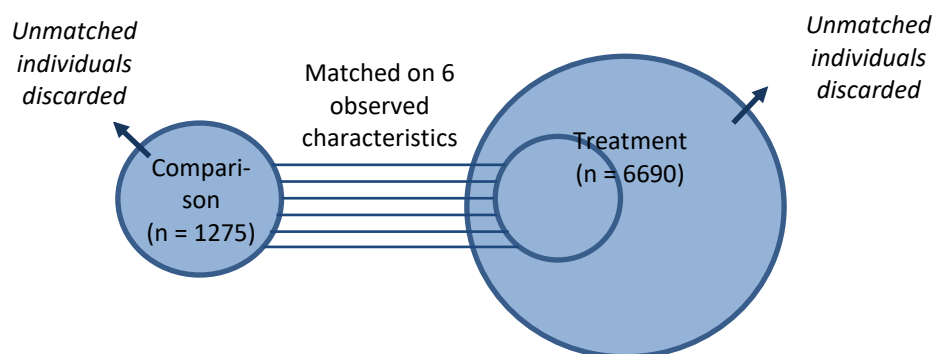 Unmatched
individuals
discarded
Matched on 6
observed
characteristics
Unmatched
individuals
discarded
Compari-
son
(n = 1275)
Treatment
(n = 6690)